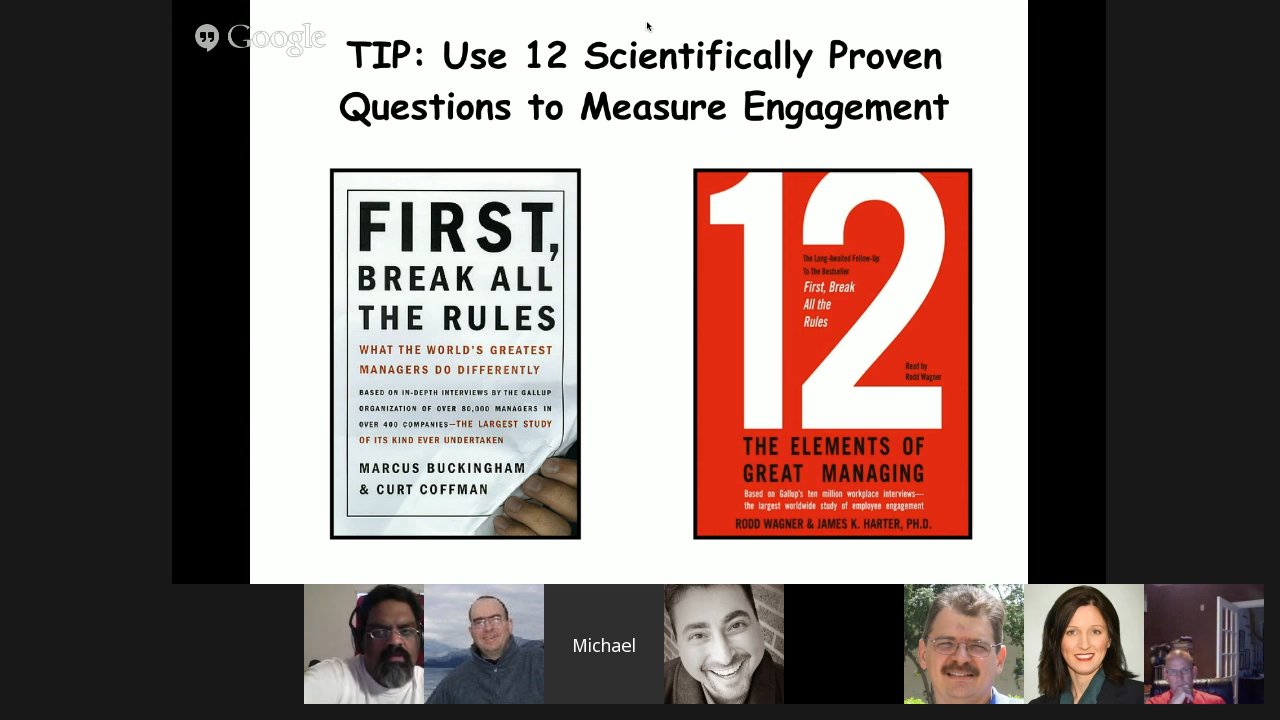 Google
TIP: Use 12 Scientifically Proven
Questions to Measure Engagement
FIRST,
BREAK ALL
THE RULES
WHAT THE WORLD'S GREATEST
MANAGERS DO DIFFERENTLY
BASED ON IN-DEPTH INTERVIEWS BY THE GALLUP
ORGANIZATION OF OVER 80,000 MANAGERS IN
OVER 400 COMPANIES—THE LARGEST STUDY
OF ITS KIND EVER UNDERTAKEN
MARCUS BUCKINGHAM
& CURT COFFMAN
12
The Long-Awaited Follow-Up
To The Bestseller
First, Break
All the
Rules
Read by
Rodd Wagner
THE ELEMENTS OF
GREAT MANAGING
Based on Gallup's ten million workplace interviews—
the largest worldwide study of employee engagement
RODD WAGNER & JAMES K. HARTER, PH.D.
Michael